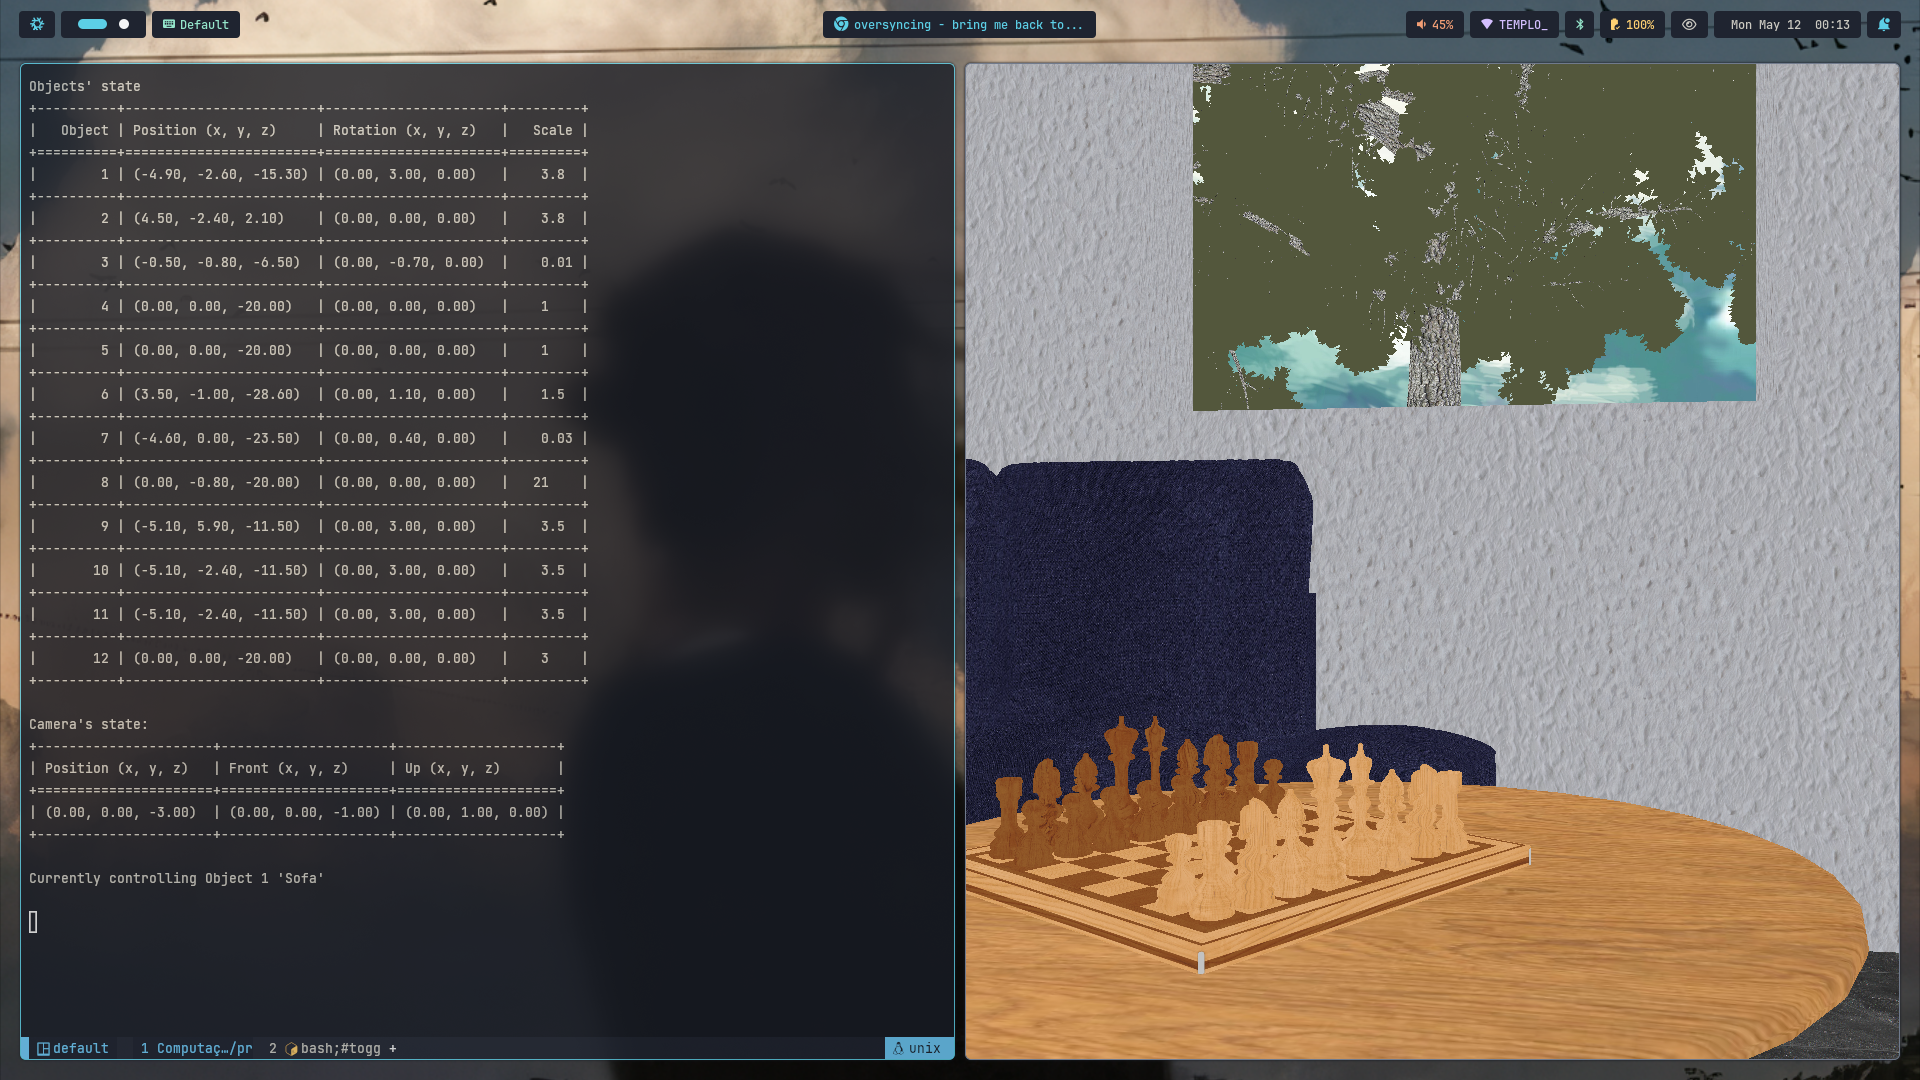 Default
oversyncing - bring me back to...
45%
TEMPLO_
100%
Mon May 12 00:13
Objects' state
+----------+------------------------+----------------------+---------+
|   Object | Position (x, y, z)     | Rotation (x, y, z)   |   Scale |
+==========+========================+======================+=========+
|        1 | (-4.90, -2.60, -15.30) | (0.00, 3.00, 0.00)   |    3.8  |
+----------+------------------------+----------------------+---------+
|        2 | (4.50, -2.40, 2.10)    | (0.00, 0.00, 0.00)   |    3.8  |
+----------+------------------------+----------------------+---------+
|        3 | (-0.50, -0.80, -6.50)  | (0.00, -0.70, 0.00)  |    0.01 |
+----------+------------------------+----------------------+---------+
|        4 | (0.00, 0.00, -20.00)   | (0.00, 0.00, 0.00)   |    1    |
+----------+------------------------+----------------------+---------+
|        5 | (0.00, 0.00, -20.00)   | (0.00, 0.00, 0.00)   |    1    |
+----------+------------------------+----------------------+---------+
|        6 | (3.50, -1.00, -28.60)  | (0.00, 1.10, 0.00)   |    1.5  |
+----------+------------------------+----------------------+---------+
|        7 | (-4.60, 0.00, -23.50)  | (0.00, 0.40, 0.00)   |    0.03 |
+----------+------------------------+----------------------+---------+
|        8 | (0.00, -0.80, -20.00)  | (0.00, 0.00, 0.00)   |   21    |
+----------+------------------------+----------------------+---------+
|        9 | (-5.10, 5.90, -11.50)  | (0.00, 3.00, 0.00)   |    3.5  |
+----------+------------------------+----------------------+---------+
|       10 | (-5.10, -2.40, -11.50) | (0.00, 3.00, 0.00)   |    3.5  |
+----------+------------------------+----------------------+---------+
|       11 | (-5.10, -2.40, -11.50) | (0.00, 3.00, 0.00)   |    3.5  |
+----------+------------------------+----------------------+---------+
|       12 | (0.00, 0.00, -20.00)   | (0.00, 0.00, 0.00)   |    3    |
+----------+------------------------+----------------------+---------+
Camera's state:
+----------------------+---------------------+--------------------+
| Position (x, y, z)   | Front (x, y, z)     | Up (x, y, z)       |
+======================+=====================+====================+
| (0.00, 0.00, -3.00)  | (0.00, 0.00, -1.00) | (0.00, 1.00, 0.00) |
+----------------------+---------------------+--------------------+
Currently controlling Object 1 'Sofa'
default 1 Computaç…/pr 2 bash;#togg + unix